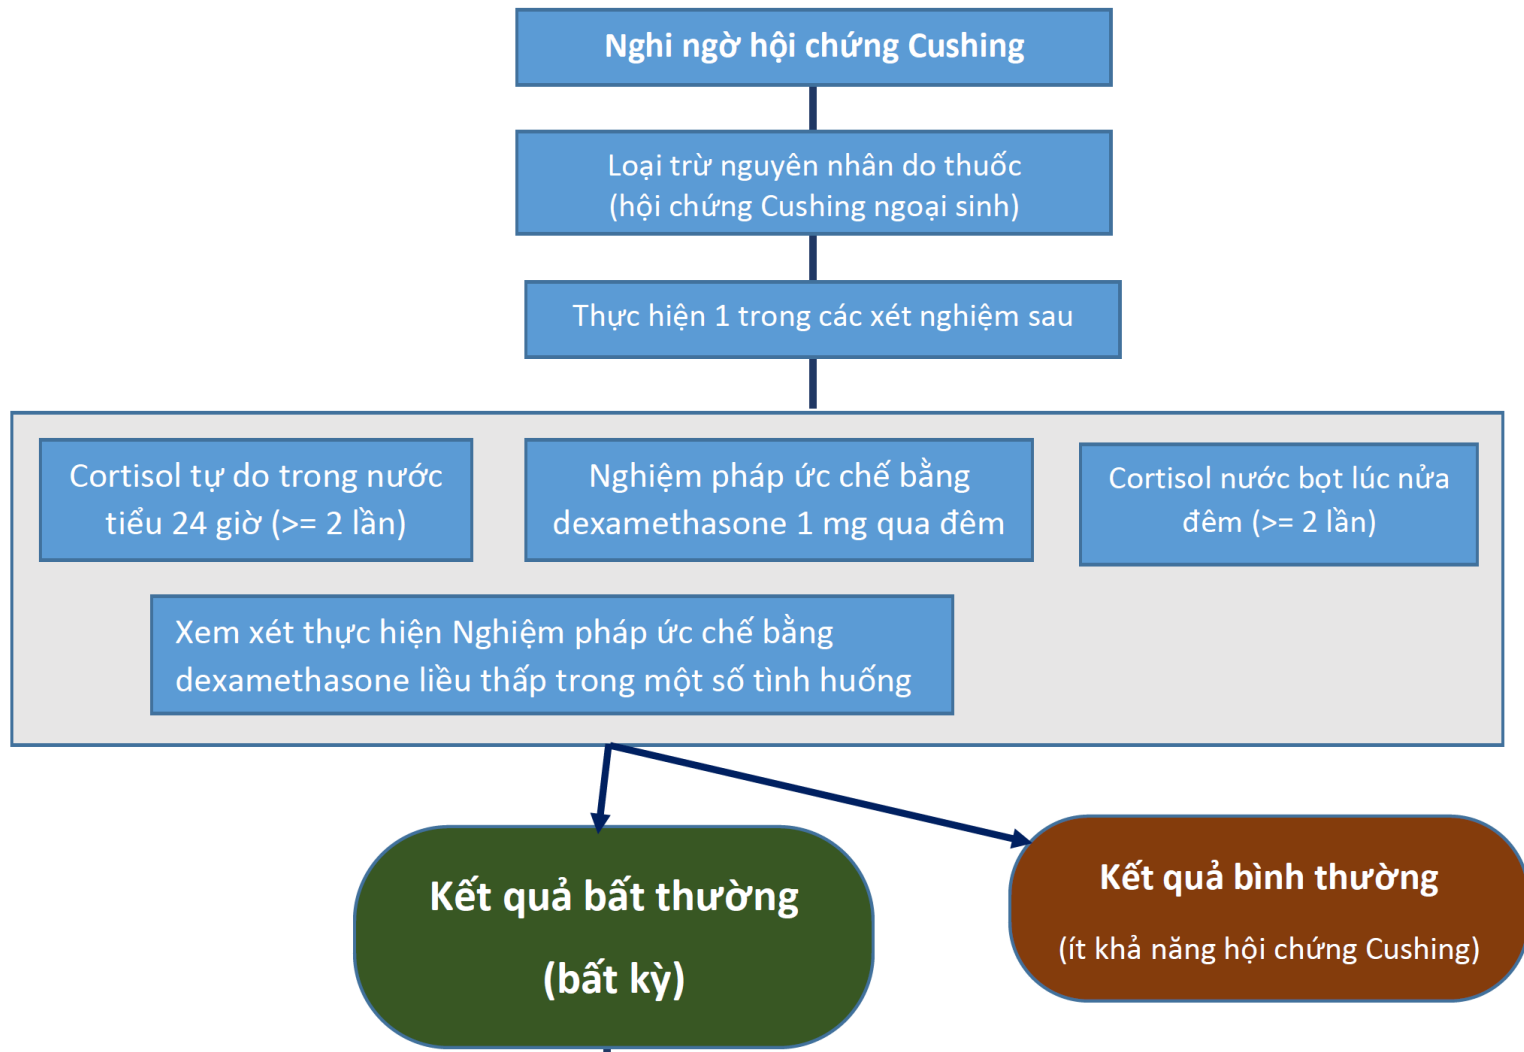 Nghi ngờ hội chứng Cushing
Loại trừ nguyên nhân do thuốc
(hội chứng Cushing ngoại sinh)
Thực hiện 1 trong các xét nghiệm sau
Cortisol tự do trong nước
tiểu 24 giờ (>= 2 lần)
Nghiệm pháp ức chế bằng
dexamethasone 1 mg qua đêm
Cortisol nước bọt lúc nửa
đêm (>= 2 lần)
Xem xét thực hiện Nghiệm pháp ức chế bằng
dexamethasone liều thấp trong một số tình huống
Kết quả bất thường
(bất kỳ)
Kết quả bình thường
(ít khả năng hội chứng Cushing)